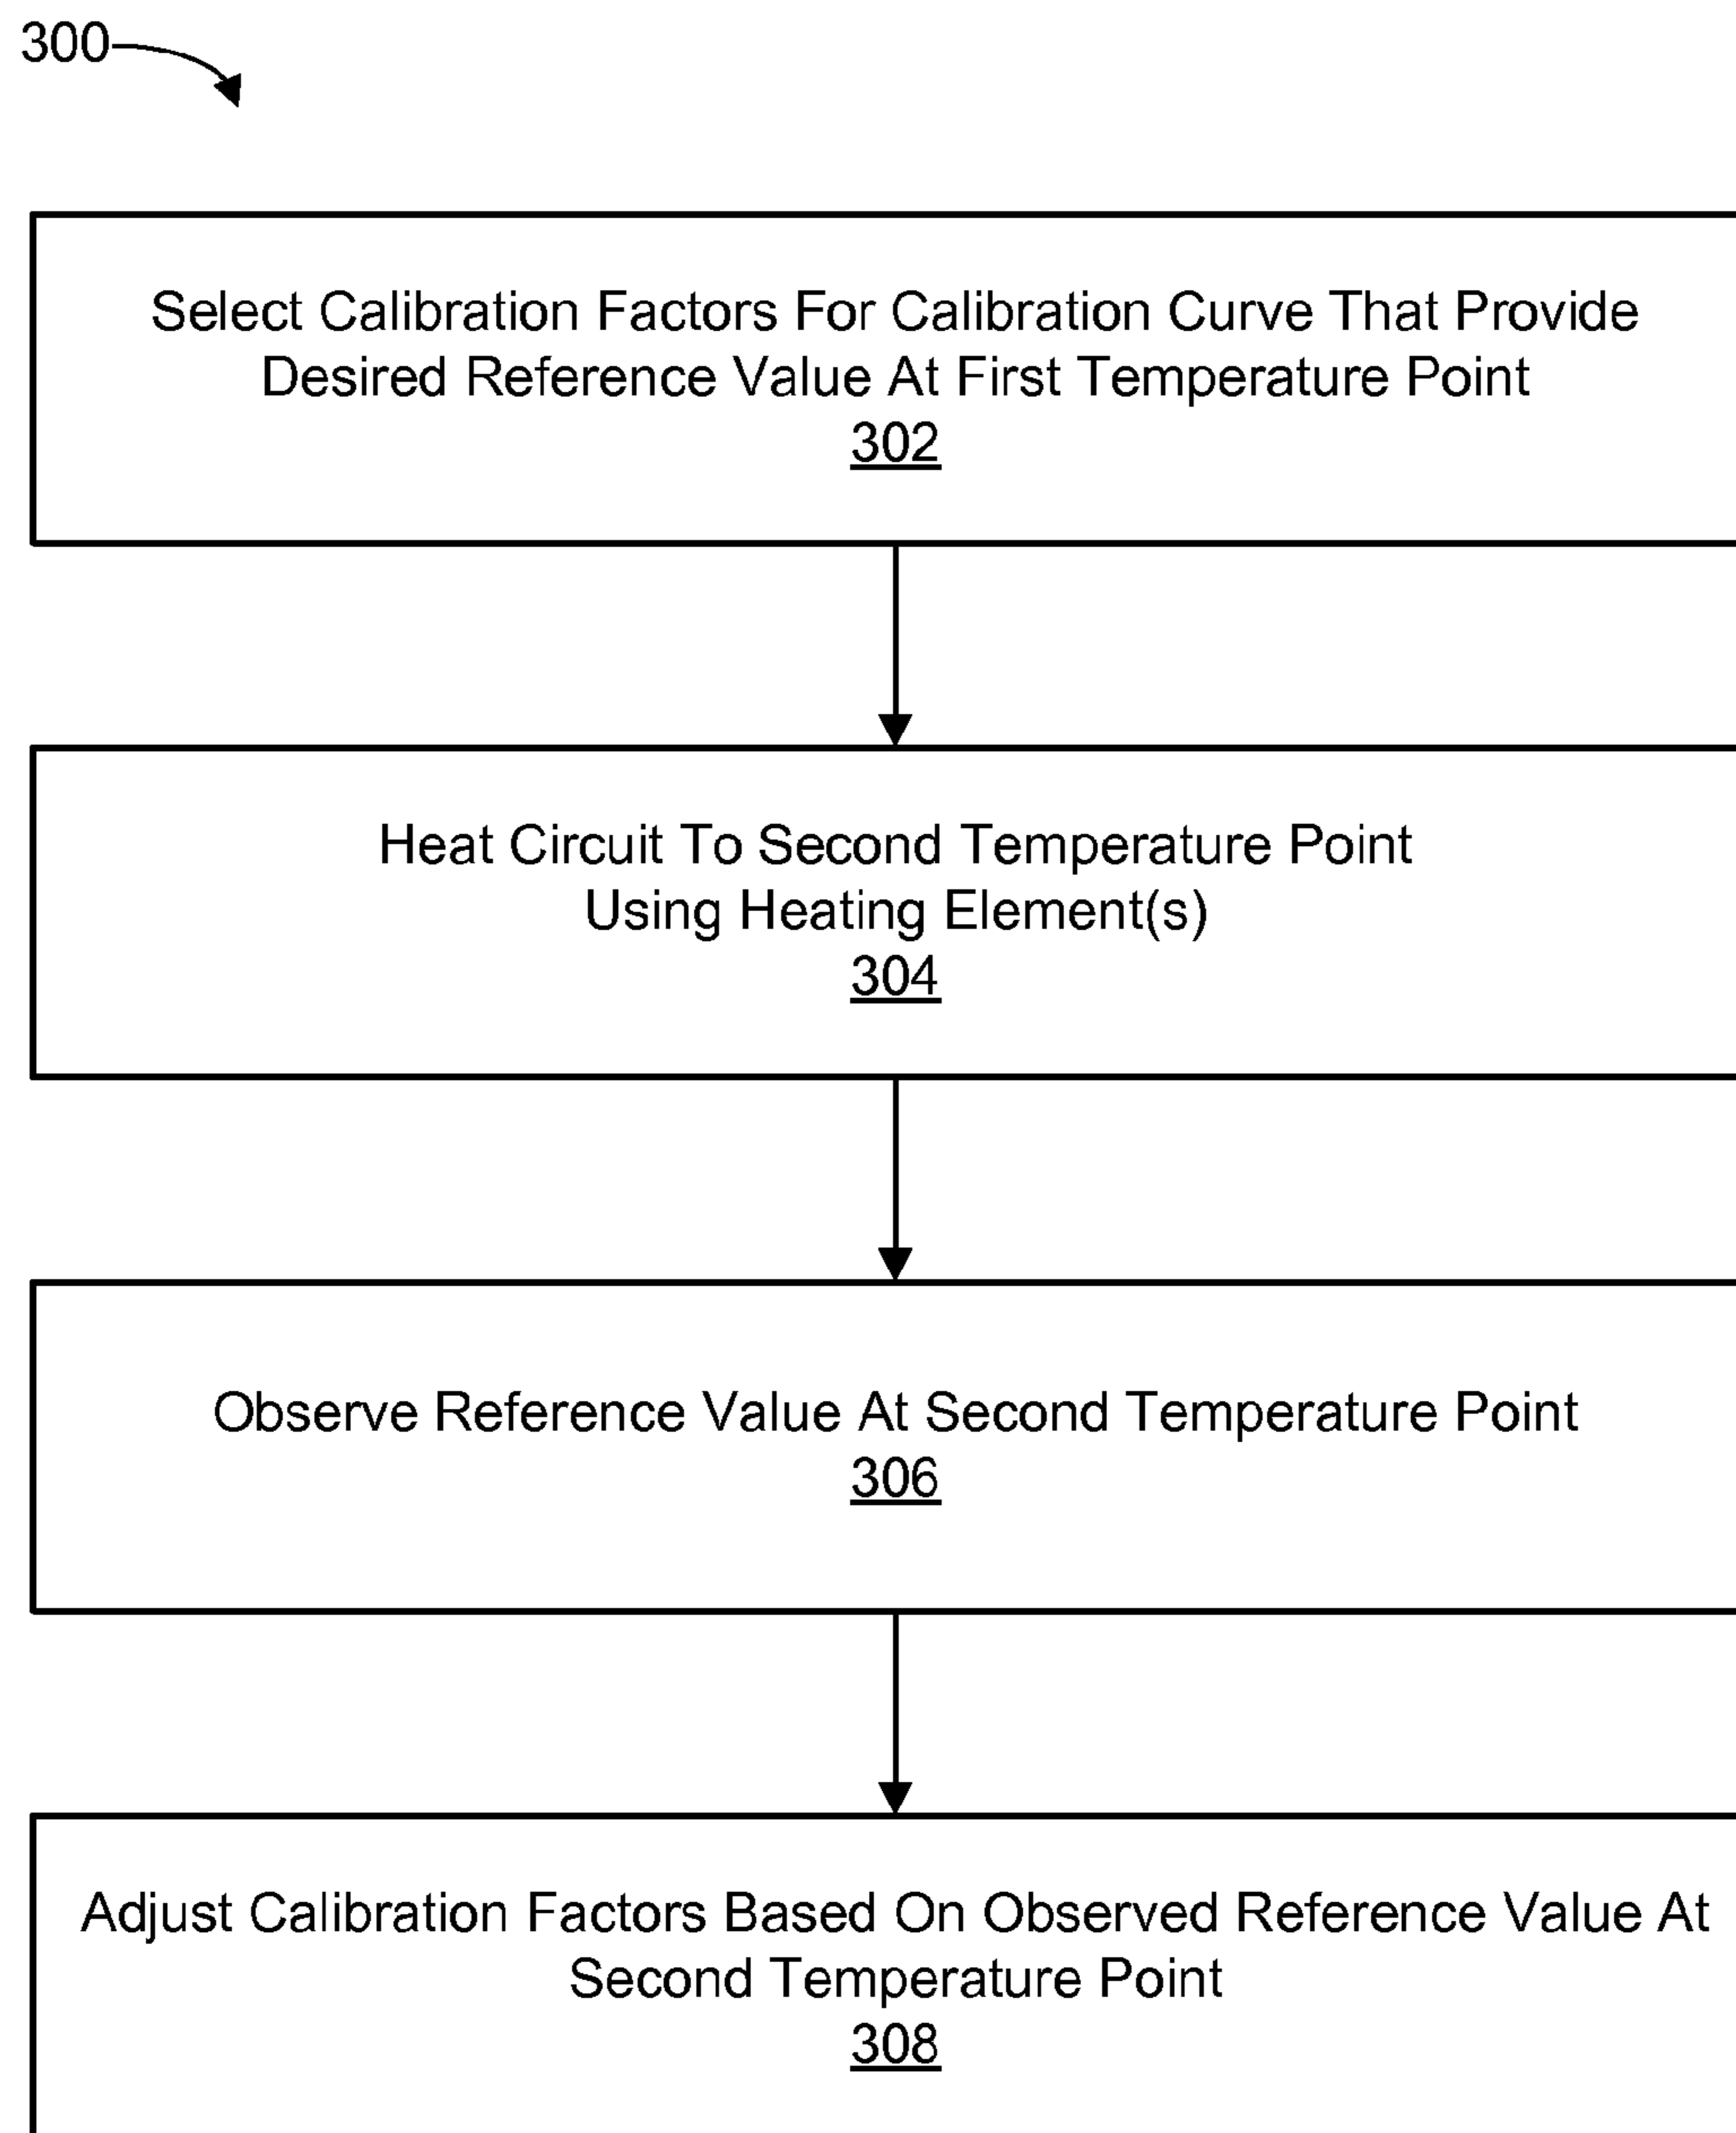 300
Select Calibration Factors For Calibration Curve That Provide
Desired Reference Value At First Temperature Point
302
Heat Circuit To Second Temperature Point
Using Heating Element(s)
304
Observe Reference Value At Second Temperature Point
306
Adjust Calibration Factors Based On Observed Reference Value At
Second Temperature Point
308